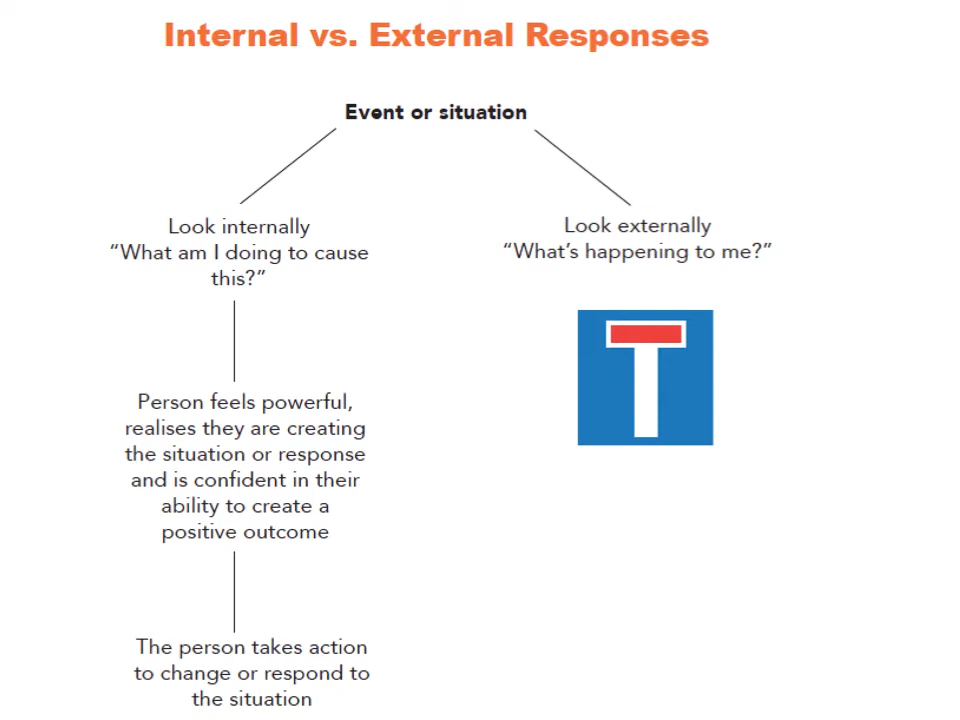 Internal vs. External Responses
Event or situation
Look internally
“What am I doing to cause
this?”
Look externally
“What’s happening to me?”
Person feels powerful,
realises they are creating
the situation or response
and is confident in their
ability to create a
positive outcome
The person takes action
to change or respond to
the situation